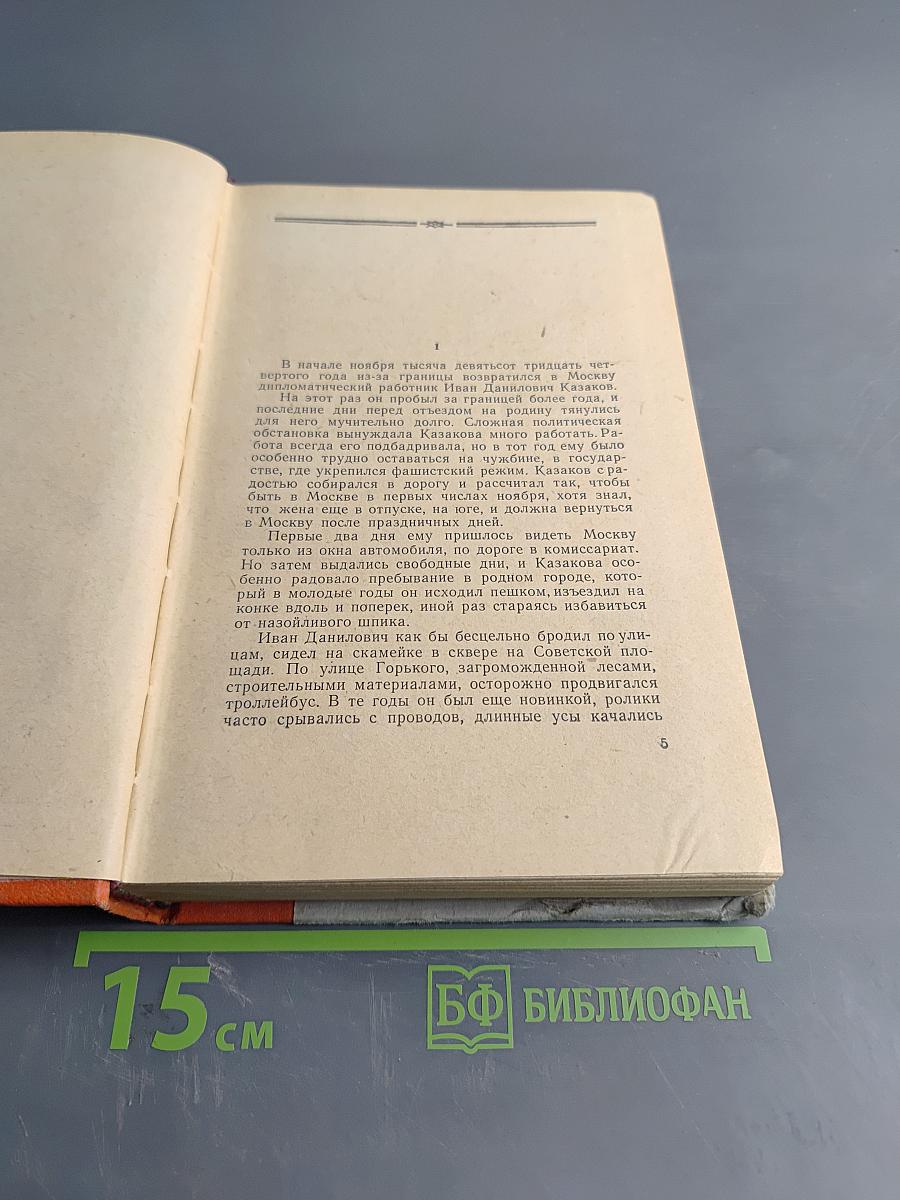 I
В начале ноября тысяча девятьсот тридцать чет-
вертого года из-за границы возвратился в Москву
дипломатический работник Иван Данилович Казаков.
На этот раз он пробыл за границей более года, и
последние дни перед отъездом на родину тянулись
для него мучительно долго. Сложная политическая
обстановка вынуждала Казакова много работать. Ра-
бота всегда его подбадривала, но в тот год ему было
особенно трудно оставаться на чужбине, в государ-
стве, где укрепился фашистский режим. Казаков с ра-
достью собирался в дорогу и рассчитал так, чтобы
быть в Москве в первых числах ноября, хотя знал,
что жена еще в отпуске, на юге, и должна вернуться
в Москву после праздничных дней.
Первые два дня ему пришлось видеть Москву
только из окна автомобиля, по дороге в комиссариат.
Но затем выдались свободные дни, и Казакова осо-
бенно радовало пребывание в родном городе, кото-
рый в молодые годы он исходил пешком, изъездил на
конке вдоль и поперек, иной раз стараясь избавиться
от назойливого шпика.
Иван Данилович как бы бесцельно бродил по ули-
цам, сидел на скамейке в сквере на Советской пло-
щади. По улице Горького, загроможденной лесами,
строительными материалами, осторожно продвигался
троллейбус. В те годы он был еще новинкой, ролики
часто срывались с проводов, длинные усы качались
5
15 см
БФ БИБЛИОФАН